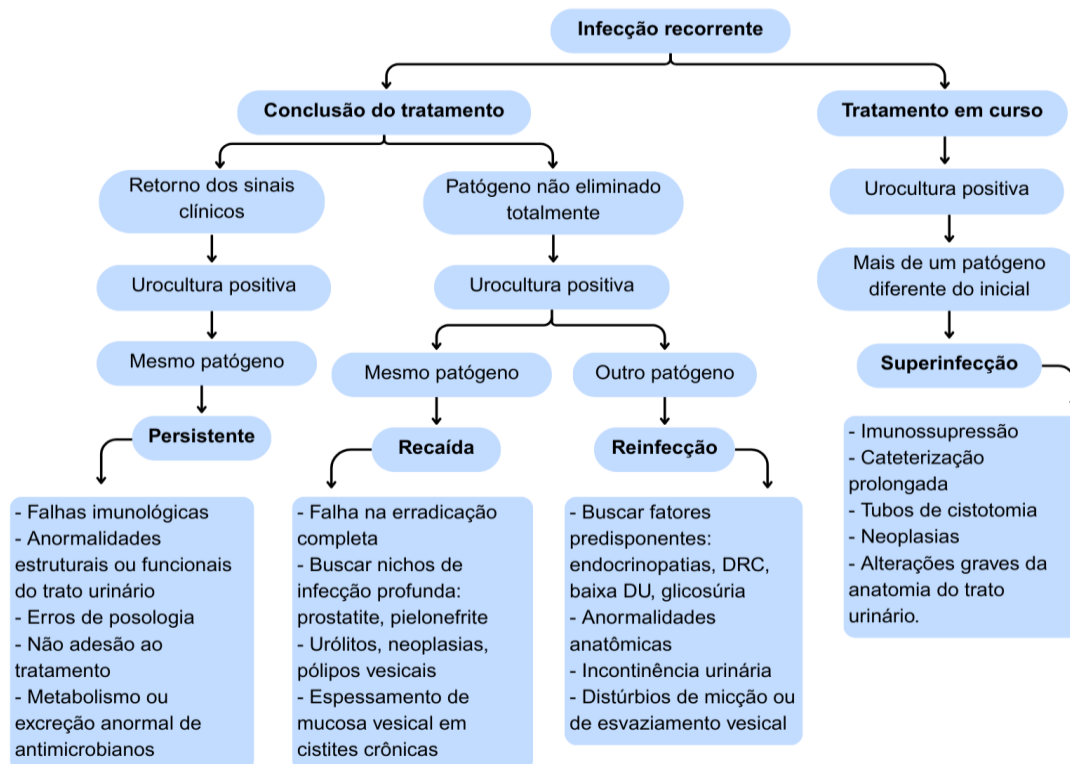 Infecção recorrente
Conclusão do tratamento
Tratamento em curso
Retorno dos sinais
clínicos
Patógeno não eliminado
totalmente
Urocultura positiva
Urocultura positiva
Urocultura positiva
Mais de um patógeno
diferente do inicial
Mesmo patógeno
Mesmo patógeno
Outro patógeno
Superinfecção
Persistente
Recaída
Reinfecção
- Falhas imunológicas
- Anormalidades
estruturais ou funcionais
do trato urinário
- Erros de posologia
- Não adesão ao
tratamento
- Metabolismo ou
excreção anormal de
antimicrobianos
- Falha na erradicação
completa
- Buscar nichos de
infecção profunda:
prostatite, pielonefrite
- Urólitos, neoplasias,
pólipos vesicais
- Espessamento de
mucosa vesical em
cistites crônicas
- Buscar fatores
predisponentes:
endocrinopatias, DRC,
baixa DU, glicosúria
- Anormalidades
anatômicas
- Incontinência urinária
- Distúrbios de micção ou
de esvaziamento vesical
- Imunossupressão
- Cateterização
prolongada
- Tubos de cistotomia
- Neoplasias
- Alterações graves da
anatomia do trato
urinário.